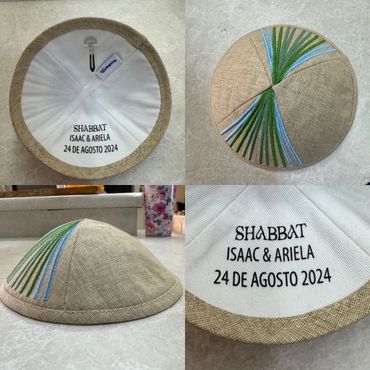 SHABBAT
ISAAC & ARIELA
24 DE AGOSTO 2024
SHABBAT
ISAAC & ARIELA
24 DE AGOSTO 2024